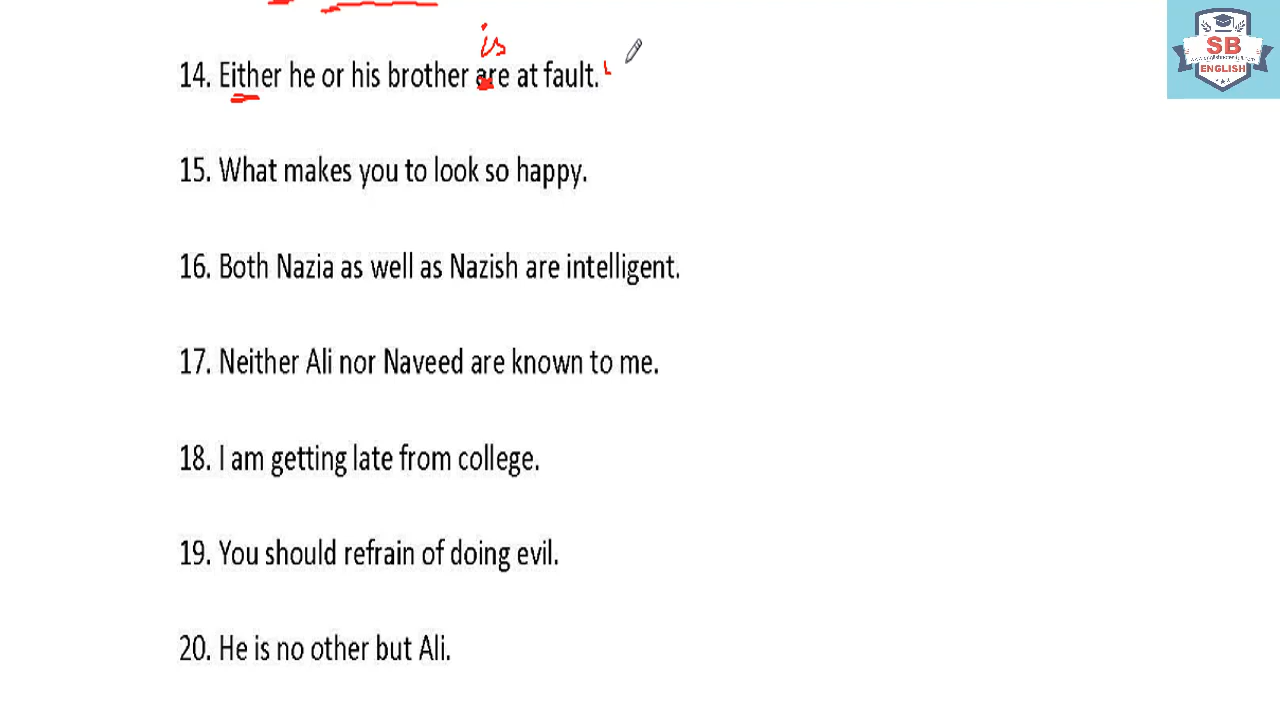 is
14. Either he or his brother are at fault.
15. What makes you to look so happy.
16. Both Nazia as well as Nazish are intelligent.
17. Neither Ali nor Naveed are known to me.
18. I am getting late from college.
19. You should refrain of doing evil.
20. He is no other but Ali.
SB
ENGLISH